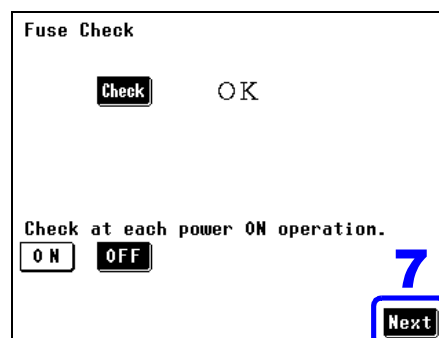 Fuse Check
Check OK
Check at each power ON operation.
ON OFF
7
Next